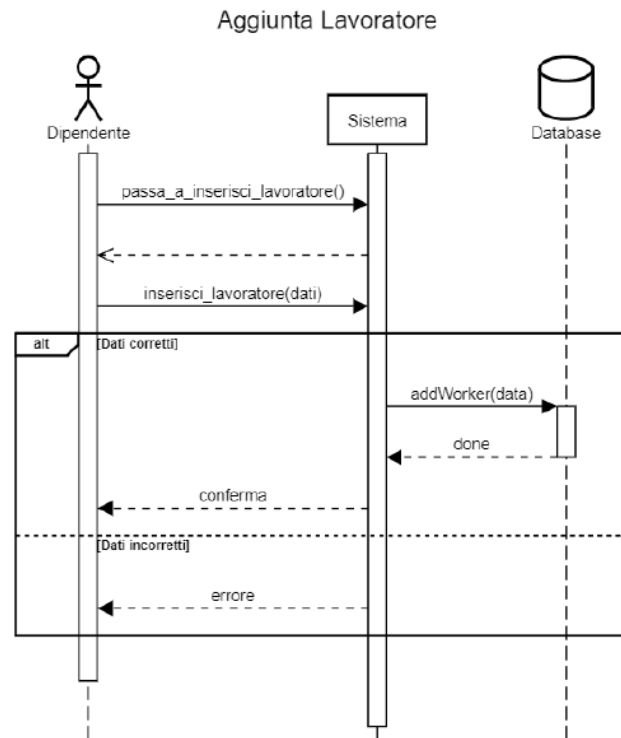 Aggiunta Lavoratore
Dipendente
Sistema
Database
passa_a_inserisci_lavoratore()
inserisci_lavoratore(dati)
alt
[Dati corretti]
addWorker(data)
done
conferma
[Dati incorretti]
errore